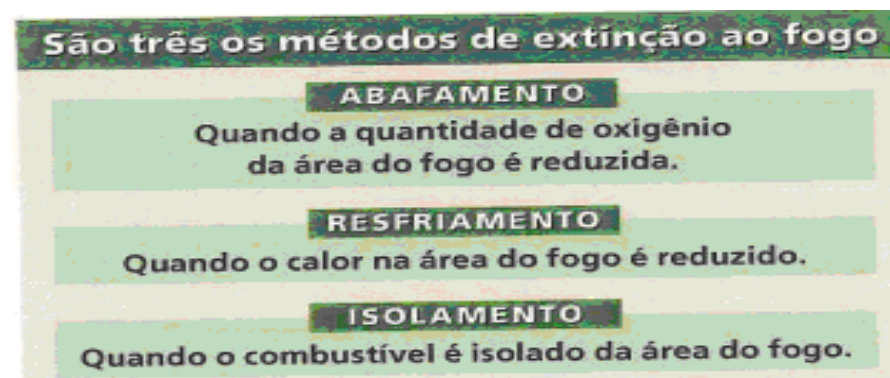 São três os métodos de extinção ao fogo
ABAFAMENTO
Quando a quantidade de oxigênio
da área do fogo é reduzida.
RESFRIAMENTO
Quando o calor na área do fogo é reduzido.
ISOLAMENTO
Quando o combustível é isolado da área do fogo.